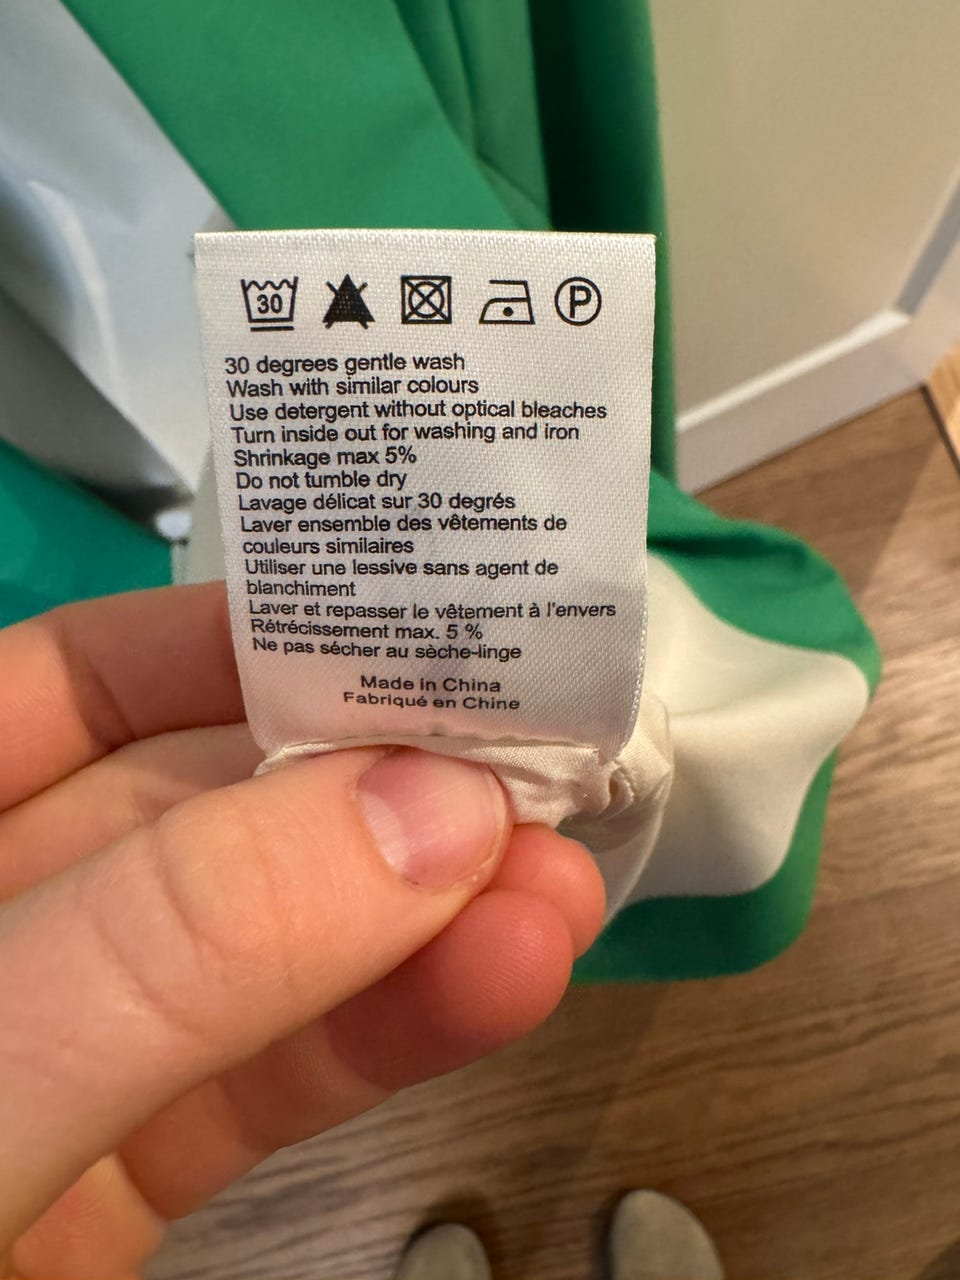 30
P
30 degrees gentle wash
Wash with similar colours
Use detergent without optical bleaches
Turn inside out for washing and iron
Shrinkage max 5%
Do not tumble dry
Lavage délicat sur 30 degrés
Laver ensemble des vêtements de
couleurs similaires
Utiliser une lessive sans agent de
blanchiment
Laver et repasser le vêtement à l'envers
Rétrécissement max. 5 %
Ne pas sécher au sèche-linge
Made in China
Fabriqué en Chine